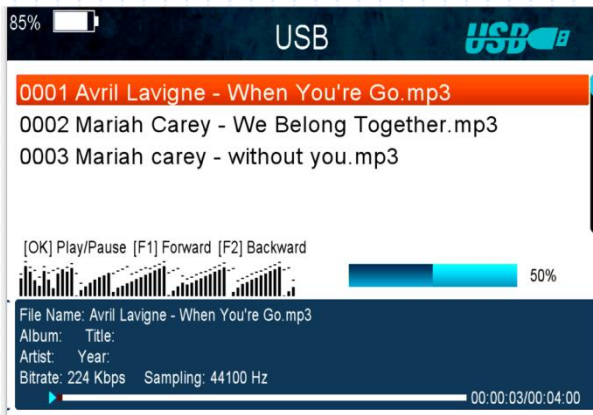 85%
USB
USB
0001 Avril Lavigne - When You're Go.mp3
0002 Mariah Carey - We Belong Together.mp3
0003 Mariah carey - without you.mp3
[OK] Play/Pause [F1] Forward [F2] Backward
50%
File Name: Avril Lavigne - When You're Go.mp3
Album: Title:
Artist: Year:
Bitrate: 224 Kbps Sampling: 44100 Hz
00:00:03/00:04:00